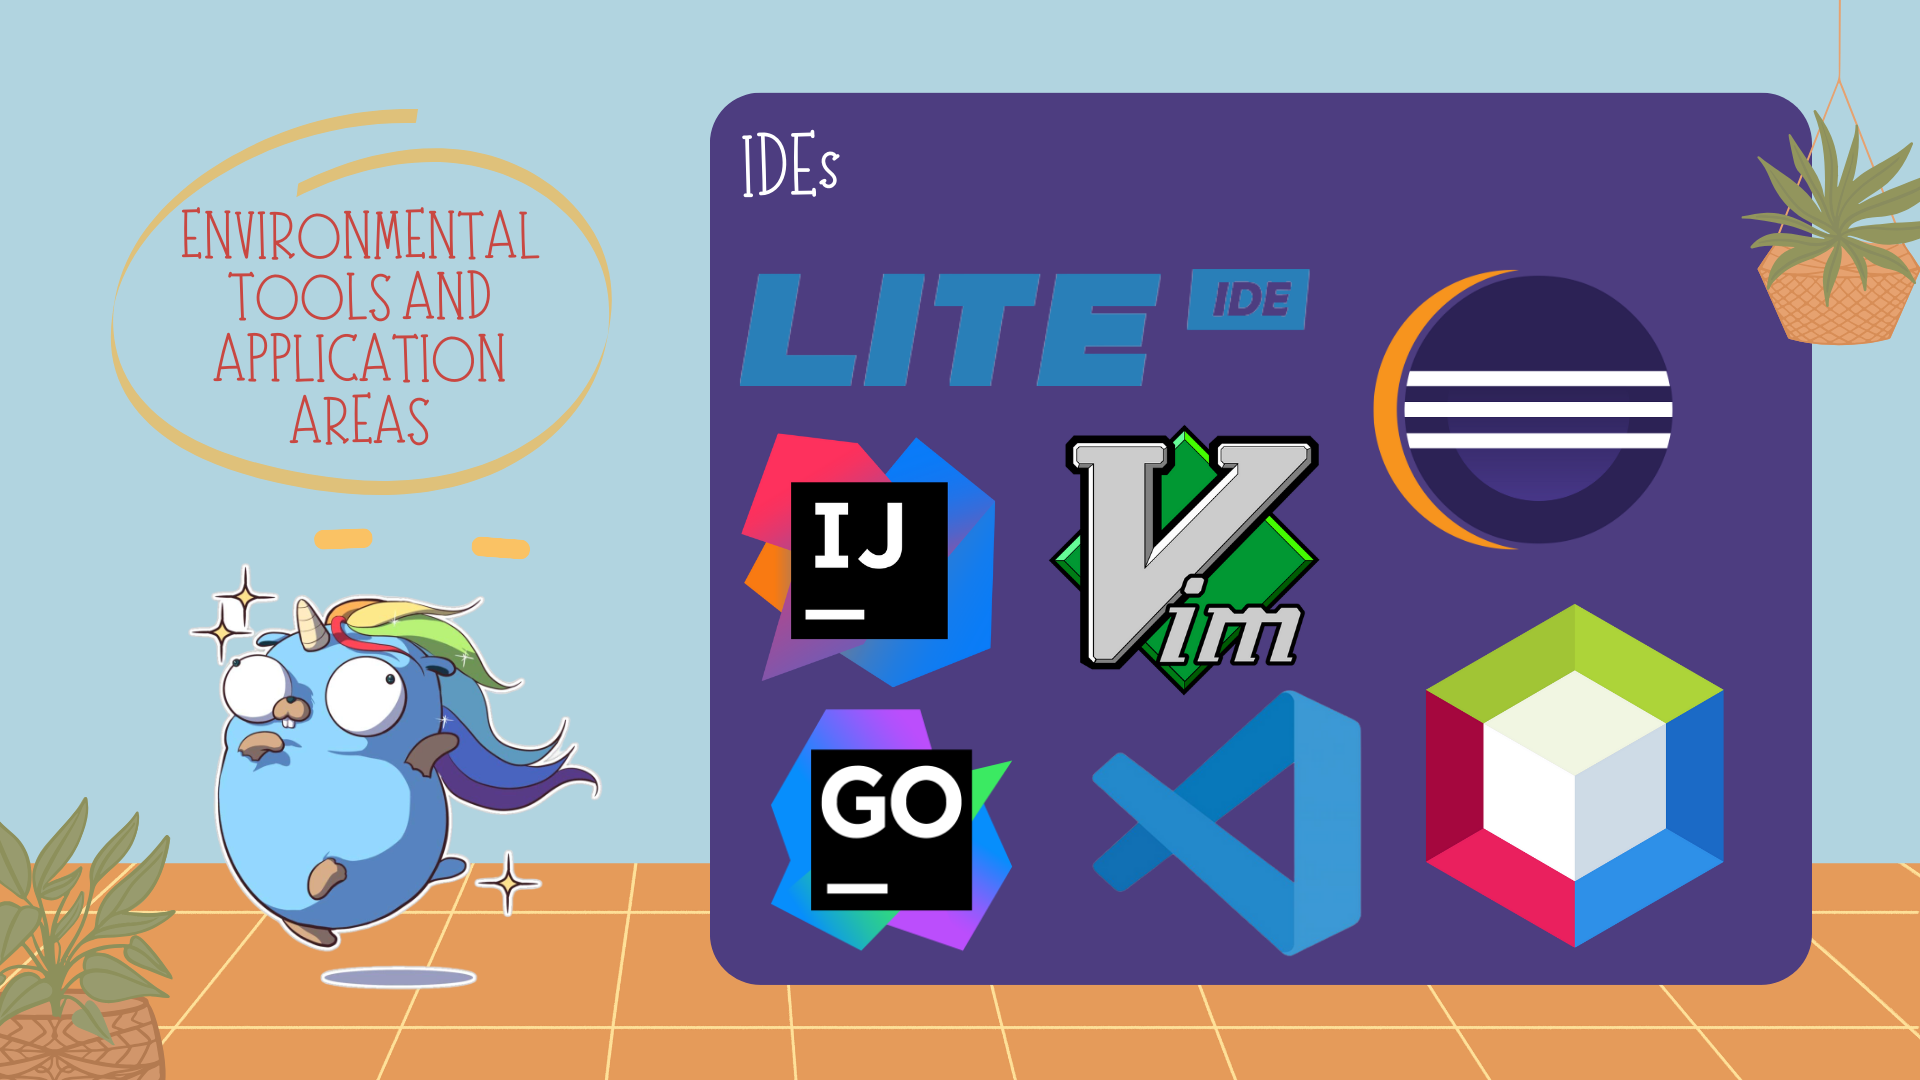 ENVIRONMENTAL
TOOLS AND
APPLICATION
AREAS
IDEs
LITE IDE
IJ
Vim
GO